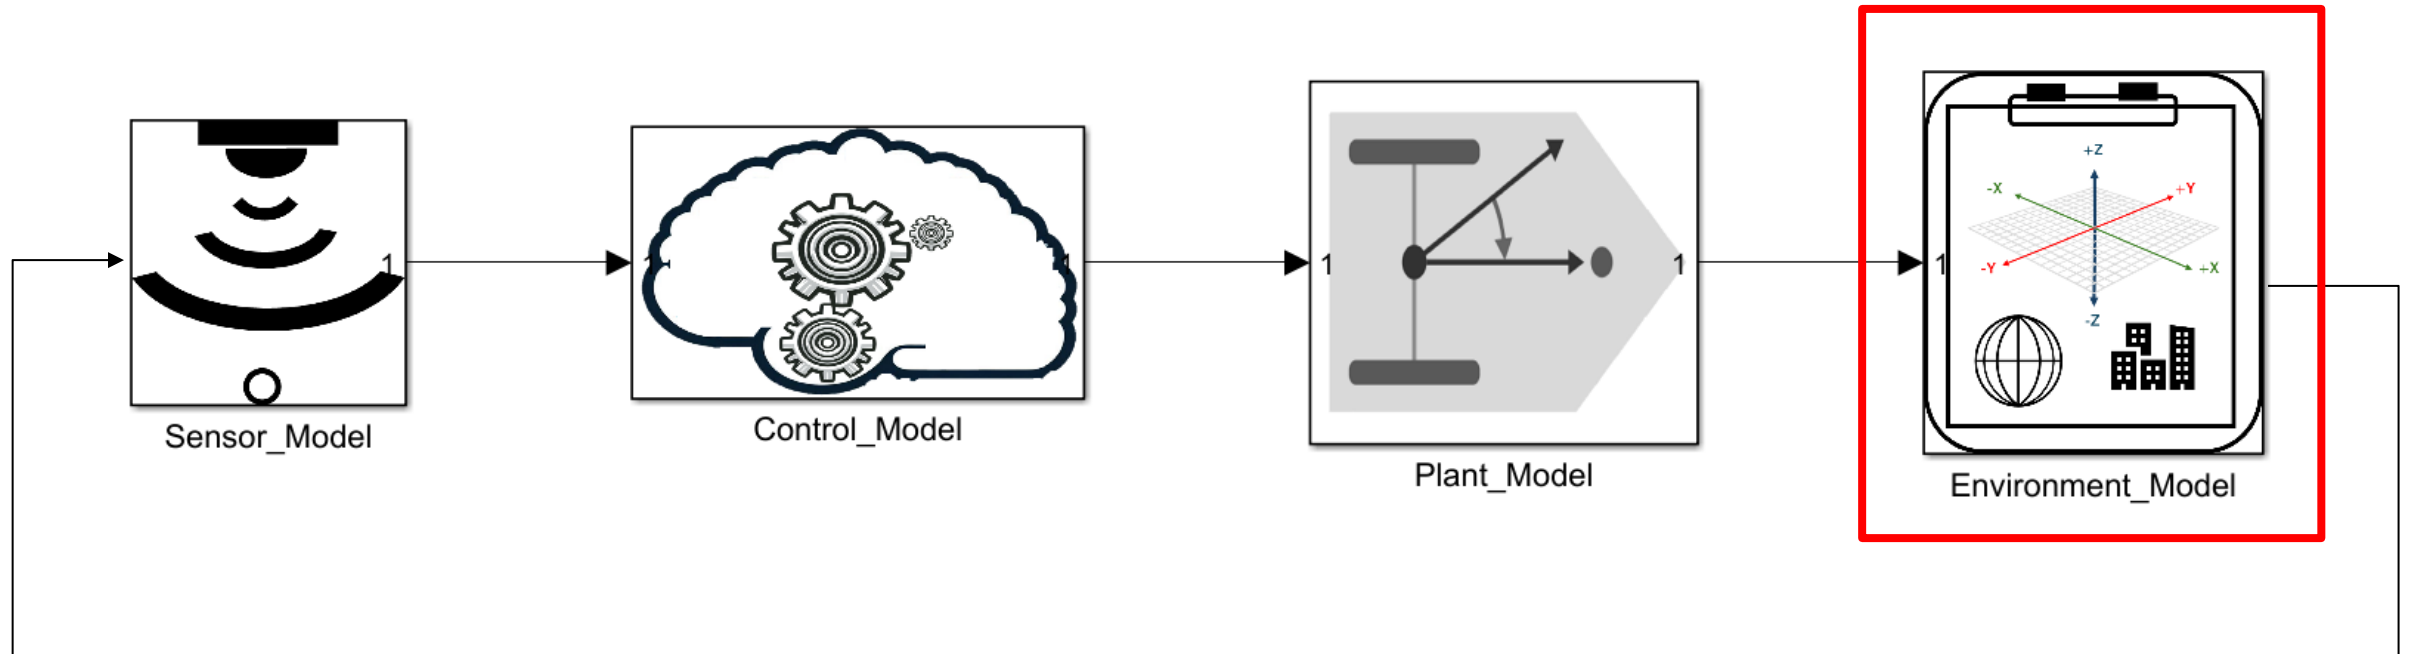 1
1
1
1
1
1
+Z
-X
+Y
-Y
+X
-Z
Sensor_Model
Control_Model
Plant_Model
Environment_Model